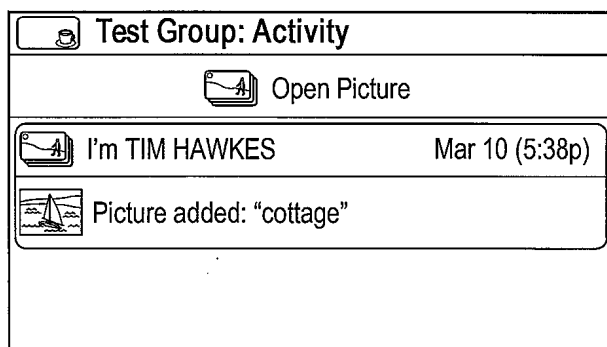 Test Group: Activity
Open Picture
I'm TIM HAWKES Mar 10 (5:38p)
Picture added: “cottage”